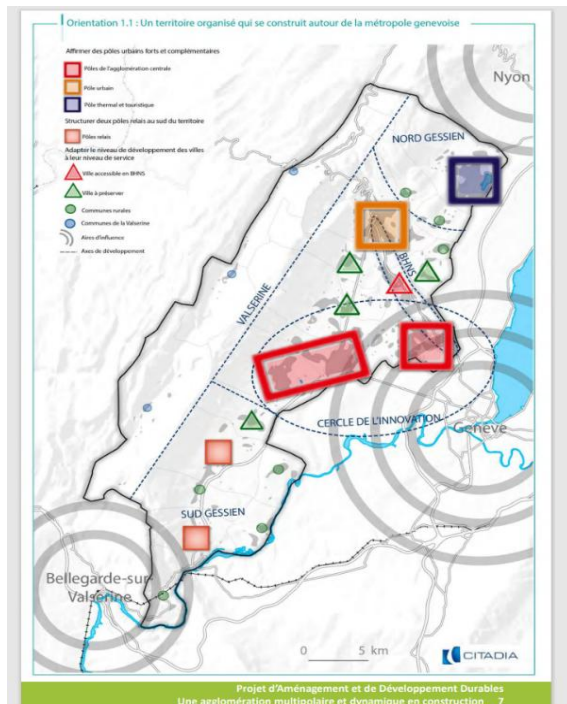 Orientation 1.1 : Un territoire organisé qui se construit autour de la métropole genevoise
Affirmer des pôles urbains forts et complémentaires
Pôles de l'agglomération centrale
Pôle urbain
Pôle thermal et touristique
Structurer deux pôles relais au sud du territoire
Pôles relais
Adapter le niveau de développement des villes
à leur niveau de service
Ville accessible en BHNS
Ville à préserver
Communes rurales
Communes de la Valserine
Aires d'influence
Axes de développement
Nyon
NORD GESSIEN
BHNS
VALSERINE
CERCLE DE L'INNOVATION
Genève
SUD GESSIEN
Bellegarde-sur-
Valserine
0 5 km
CITADIA
Projet d'Aménagement et de Développement Durables
Une agglomération multipolaire et dynamique en construction 7